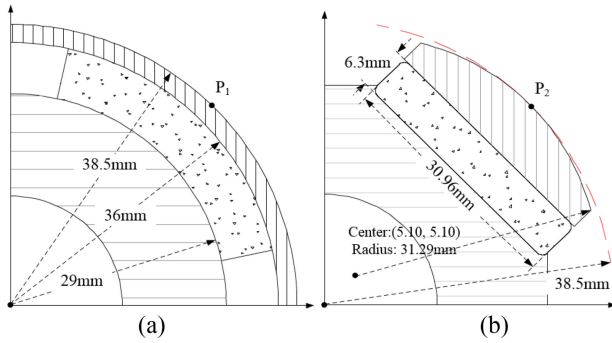 P1
38.5mm
36mm
29mm
(a)
6.3mm
P2
30.96mm
Center:(5.10, 5.10)
Radius: 31.29mm
38.5mm
(b)